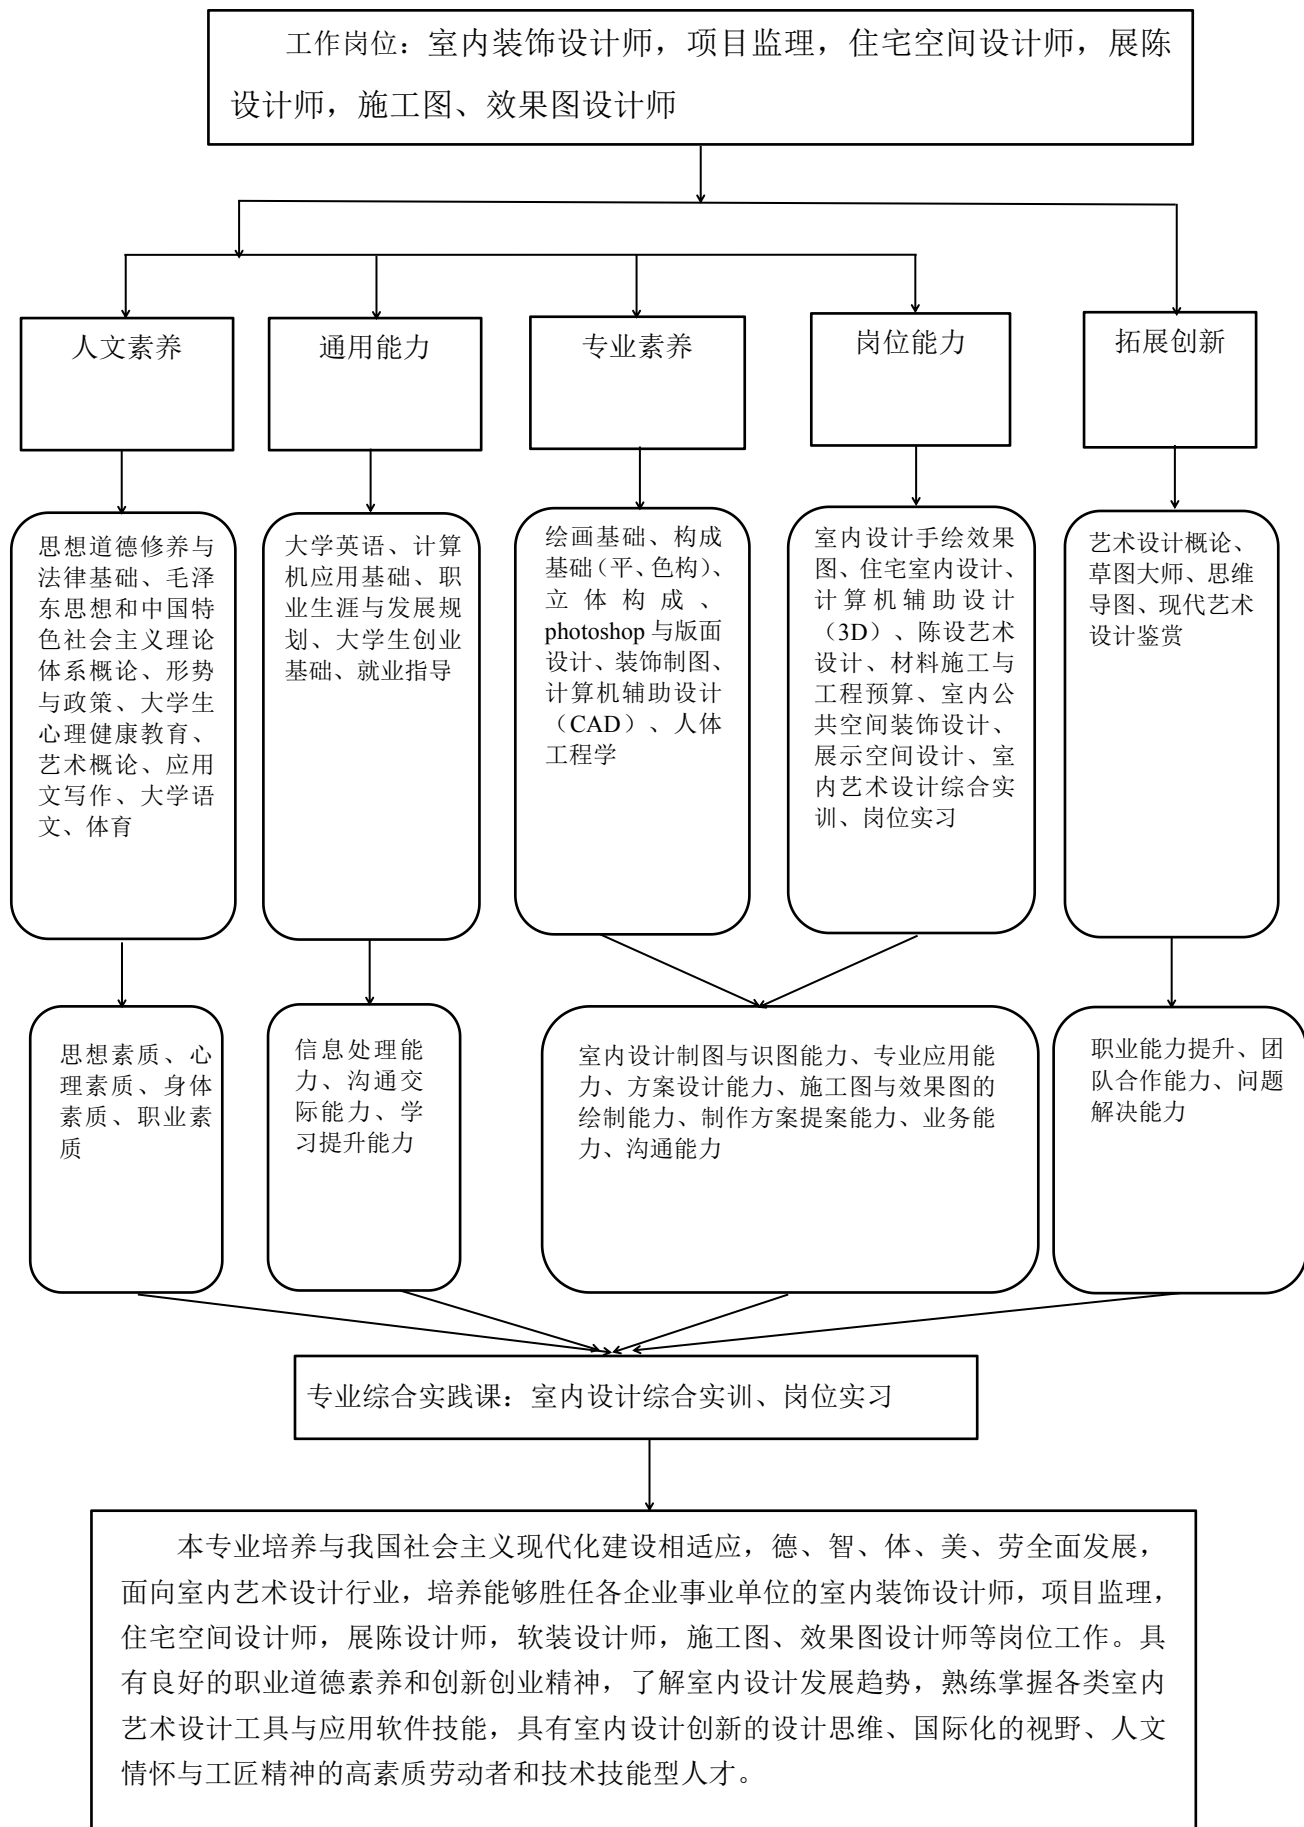 工作岗位：室内装饰设计师，项目监理，住宅空间设计师，展陈
设计师，施工图、效果图设计师
人文素养
通用能力
专业素养
岗位能力
拓展创新
思想道德修养与
法律基础、毛泽
东思想和中国特
色社会主义理论
体系概论、形势
与政策、大学生
心理健康教育、
艺术概论、应用
文写作、大学语
文、体育
大学英语、计算
机应用基础、职
业生涯与发展规
划、大学生创业
基础、就业指导
绘画基础、构成
基础（平、色构）、
立体构成、
photoshop 与版面
设计、装饰制图、
计算机辅助设计
（CAD）、人体
工程学
室内设计手绘效果
图、住宅室内设计、
计算机辅助设计
（3D）、陈设艺术
设计、材料施工与
工程预算、室内公
共空间装饰设计、
展示空间设计、室
内艺术设计综合实
训、岗位实习
艺术设计概论、
草图大师、思维
导图、现代艺术
设计鉴赏
思想素质、心
理素质、身体
素质、职业素
质
信息处理能
力、沟通交
际能力、学
习提升能力
室内设计制图与识图能力、专业应用能
力、方案设计能力、施工图与效果图的
绘制能力、制作方案提案能力、业务能
力、沟通能力
职业能力提升、团
队合作能力、问题
解决能力
专业综合实践课：室内设计综合实训、岗位实习
本专业培养与我国社会主义现代化建设相适应，德、智、体、美、劳全面发展，
面向室内艺术设计行业，培养能够胜任各企业事业单位的室内装饰设计师，项目监理，
住宅空间设计师，展陈设计师，软装设计师，施工图、效果图设计师等岗位工作。具
有良好的职业道德素养和创新创业精神，了解室内设计发展趋势，熟练掌握各类室内
艺术设计工具与应用软件技能，具有室内设计创新的设计思维、国际化的视野、人文
情怀与工匠精神的高素质劳动者和技术技能型人才。